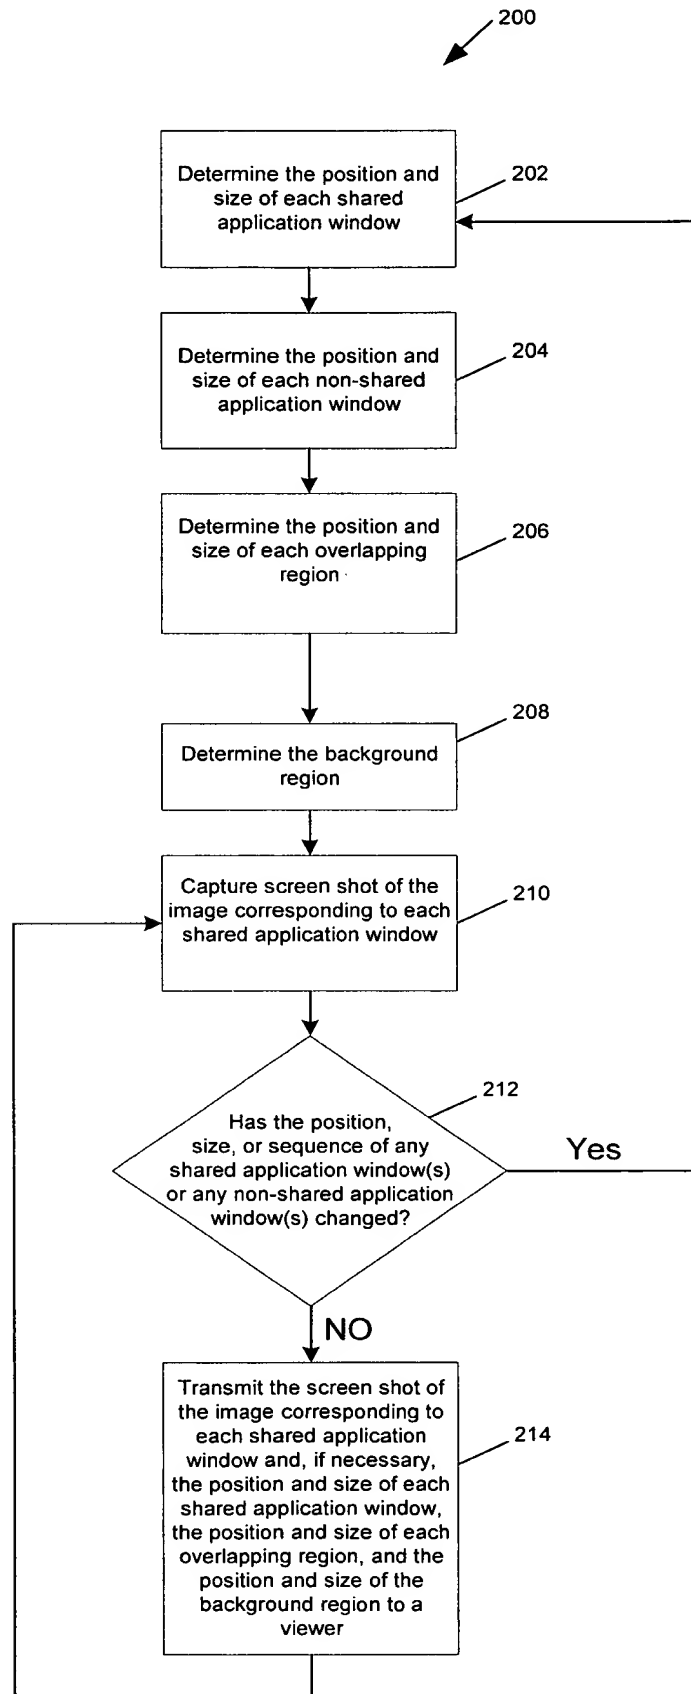 200
Determine the position and
size of each shared
application window
202
Determine the position and
size of each non-shared
application window
204
Determine the position and
size of each overlapping
region
206
208
Determine the background
region
Capture screen shot of the
image corresponding to each
shared application window
210
212
Has the position,
size, or sequence of any
shared application window(s)
or any non-shared application
window(s) changed?
Yes
NO
Transmit the screen shot of
the image corresponding to
each shared application
window and, if necessary,
the position and size of each
shared application window,
the position and size of each
overlapping region, and the
position and size of the
background region to a
viewer
214